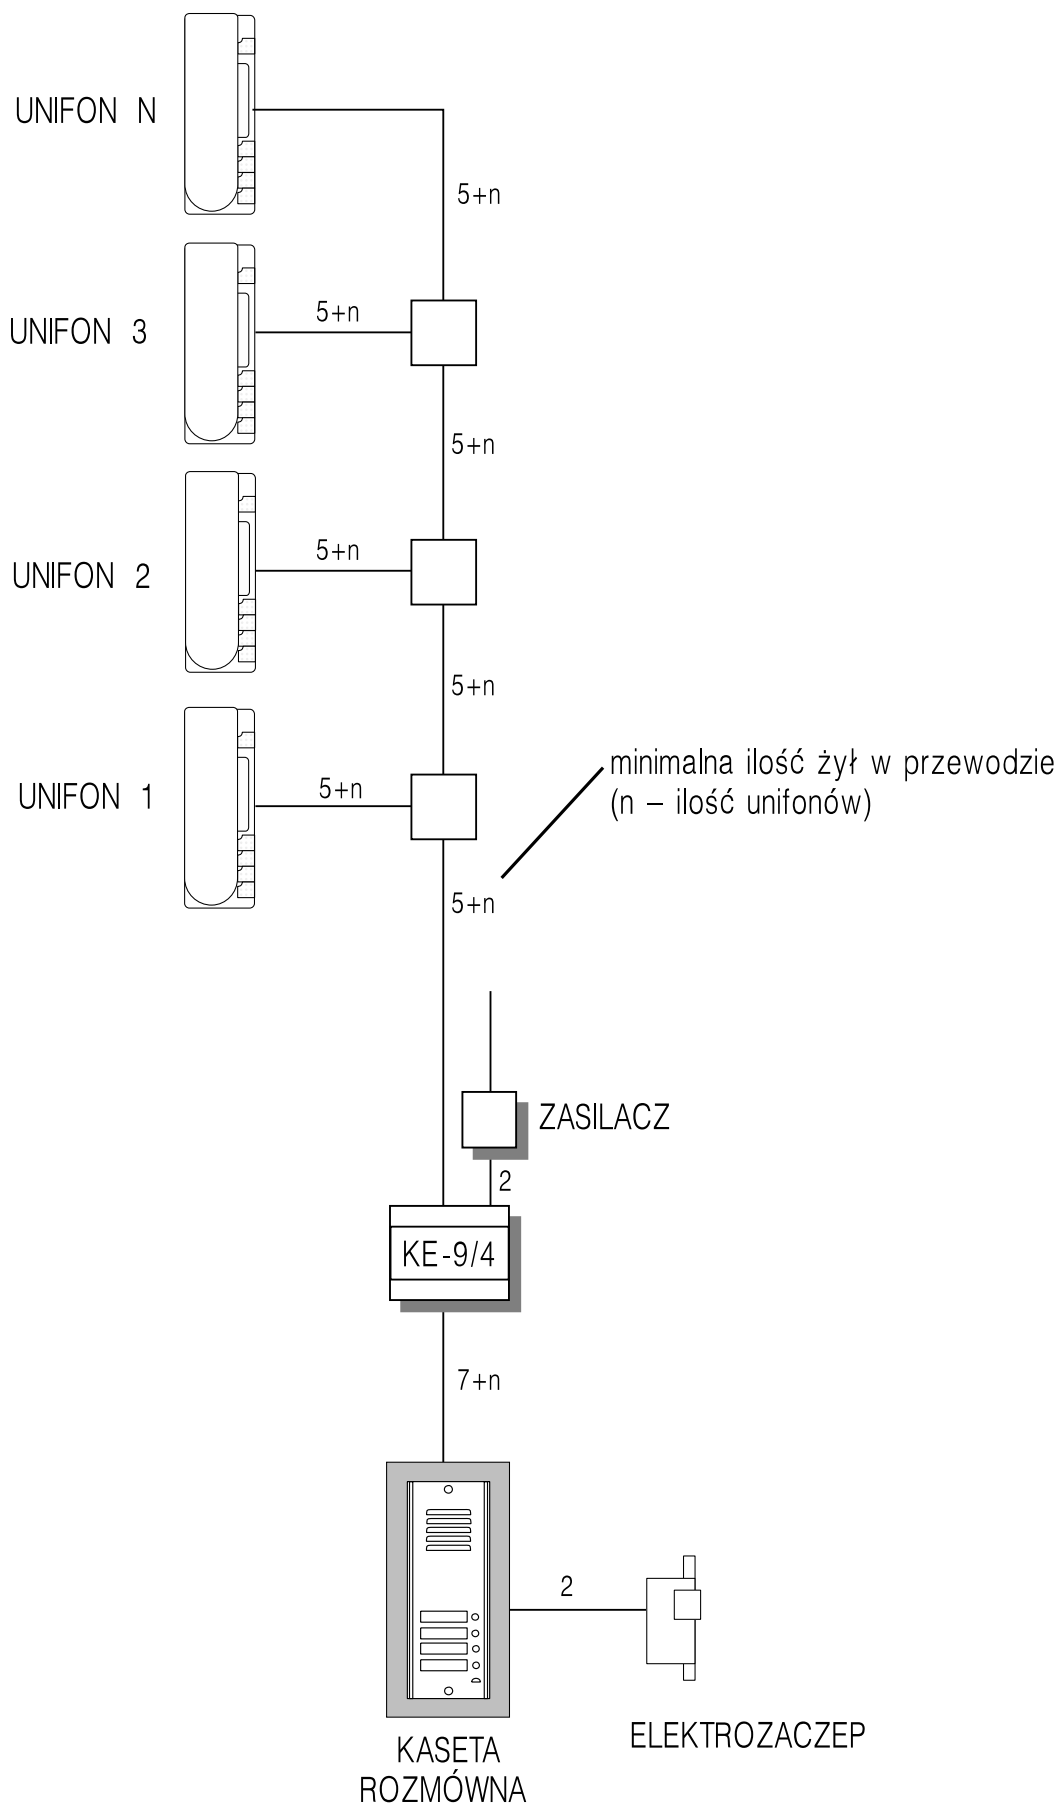 UNIFON N
5+n
5+n
UNIFON 3
5+n
5+n
UNIFON 2
5+n
minimalna ilość żył w przewodzie
5+n
UNIFON 1
(n – ilość unifonów)
5+n
ZASILACZ
2
KE-9/4
7+n
2
ELEKTROZACZEP
KASETA
ROZMÓWNA